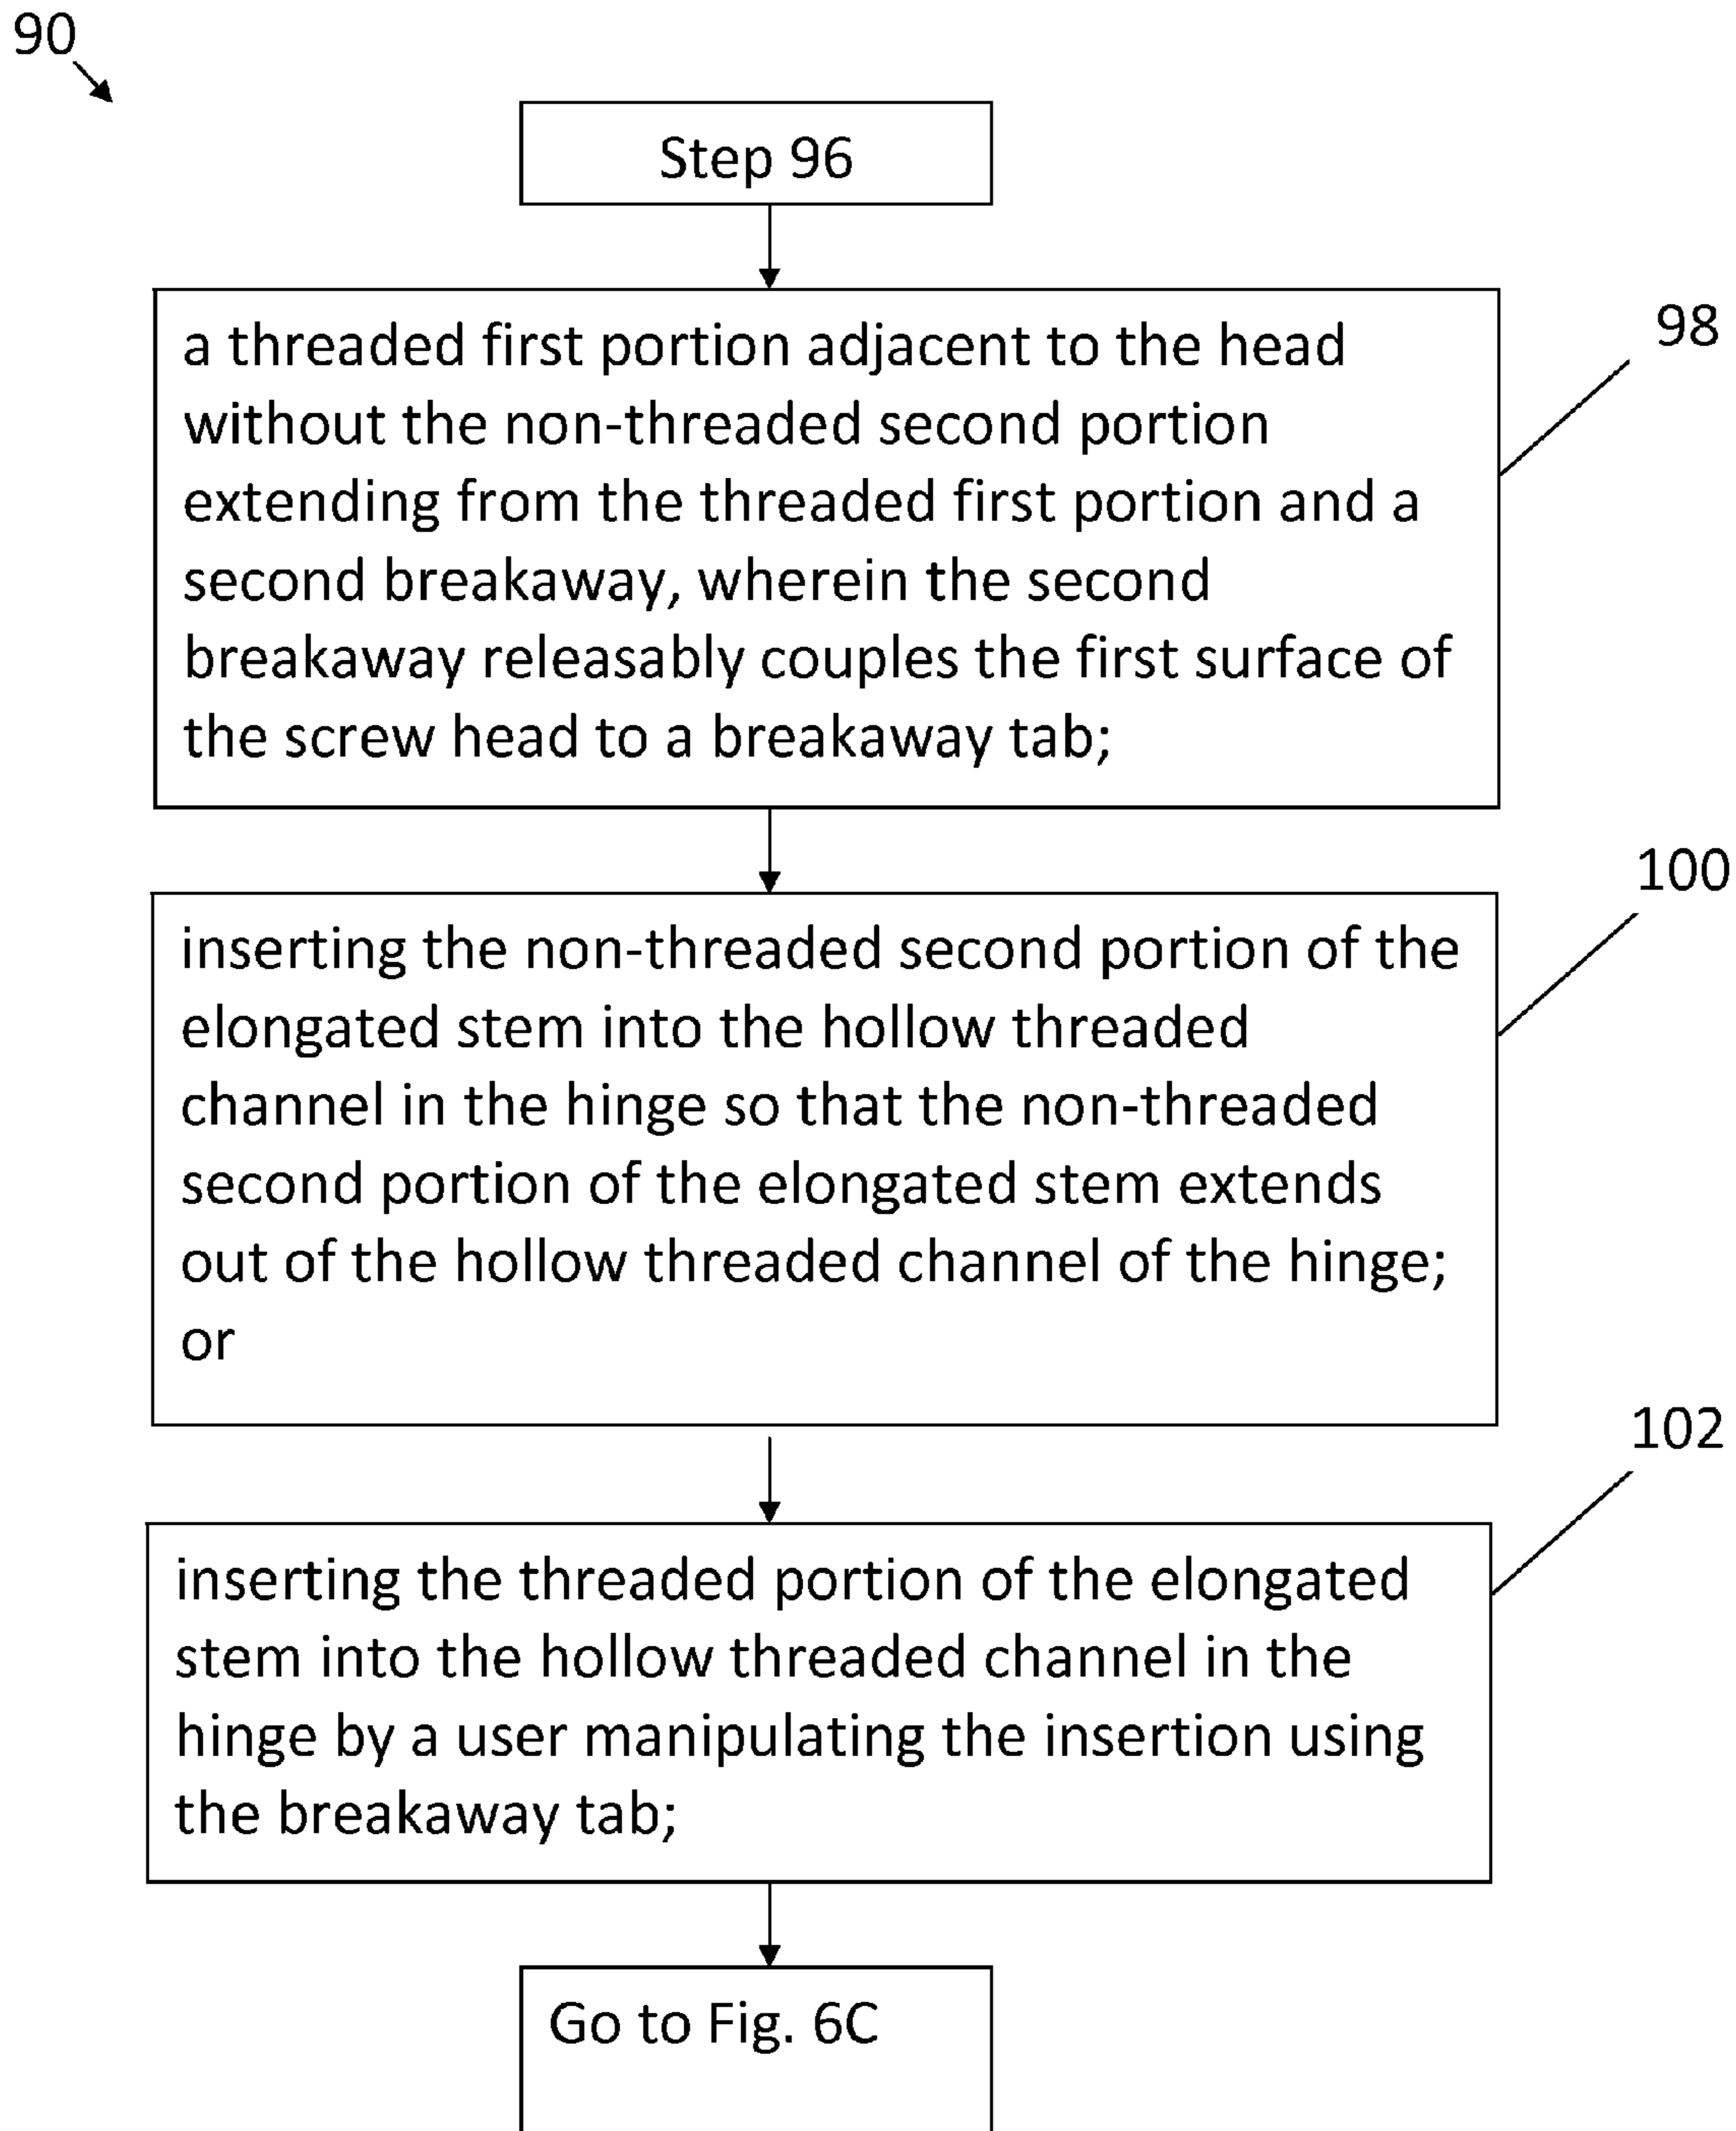 90
Step 96
a threaded first portion adjacent to the head
without the non-threaded second portion
extending from the threaded first portion and a
second breakaway, wherein the second
breakaway releasably couples the first surface of
the screw head to a breakaway tab;
98
inserting the non-threaded second portion of the
elongated stem into the hollow threaded
channel in the hinge so that the non-threaded
second portion of the elongated stem extends
out of the hollow threaded channel of the hinge;
or
100
inserting the threaded portion of the elongated
stem into the hollow threaded channel in the
hinge by a user manipulating the insertion using
the breakaway tab;
102
Go to Fig. 6C